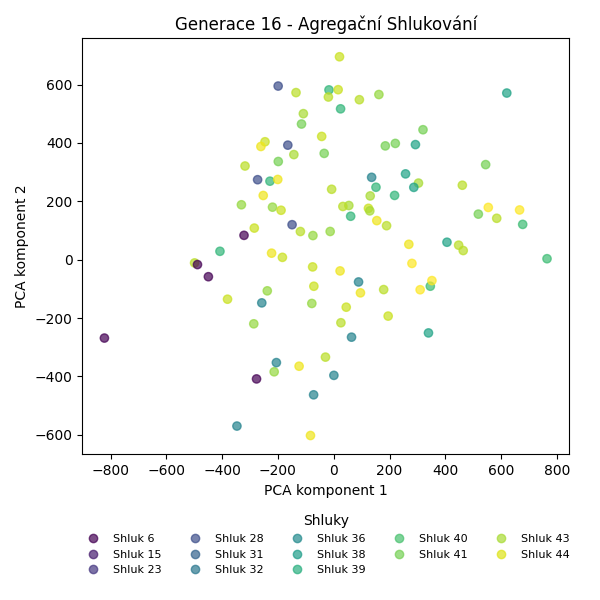 Generace 16 - Agregační Shlukování
PCA komponent 2
600
400
200
0
−200
−400
−600
−800 −600 −400 −200 0 200 400 600 800
PCA komponent 1
Shluky
Shluk 6 Shluk 28 Shluk 36 Shluk 40 Shluk 43
Shluk 15 Shluk 31 Shluk 38 Shluk 41 Shluk 44
Shluk 23 Shluk 32 Shluk 39